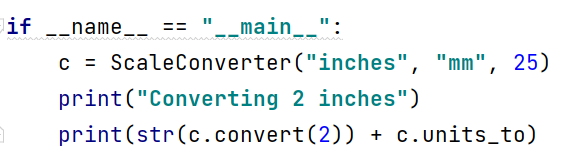 if __name__ == "__main__":
    c = ScaleConverter("inches", "mm", 25)
    print("Converting 2 inches")
    print(str(c.convert(2)) + c.units_to)